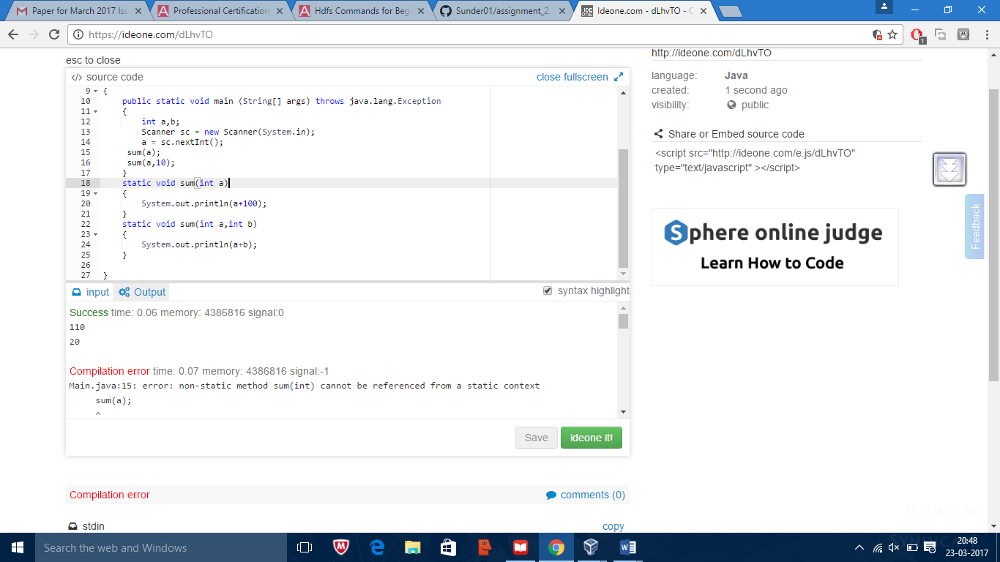 Paper for March 2017 Iss
Professional Certification
Hdfs Commands for Beg
Sunder01/assignment_2.
Ideone.com - dLhvTO - C
https://ideone.com/dLhvTO
1
esc to close
</> source code
close fullscreen
9 {
10 public static void main (String[] args) throws java.lang.Exception
11 {
12 int a,b;
13 Scanner sc = new Scanner(System.in);
14 a = sc.nextInt();
15 sum(a);
16 sum(a,10);
17 }
18 static void sum(int a)
19 {
20 System.out.println(a+100);
21 }
22 static void sum(int a,int b)
23 {
24 System.out.println(a+b);
25 }
26
27 }
input
Output
syntax highlight
Success time: 0.06 memory: 4386816 signal:0
110
20
Compilation error time: 0.07 memory: 4386816 signal:-1
Main.java:15: error: non-static method sum(int) cannot be referenced from a static context
sum(a);
^
Save
ideone it!
Compilation error
comments (0)
stdin
copy
http://ideone.com/dLhvTO
language: Java
created: 1 second ago
visibility: public
Share or Embed source code
<script src="http://ideone.com/e.js/dLhvTO"
type="text/javascript" ></script>
Sphere online judge
Learn How to Code
Feedback
Search the web and Windows
20:48
23-03-2017